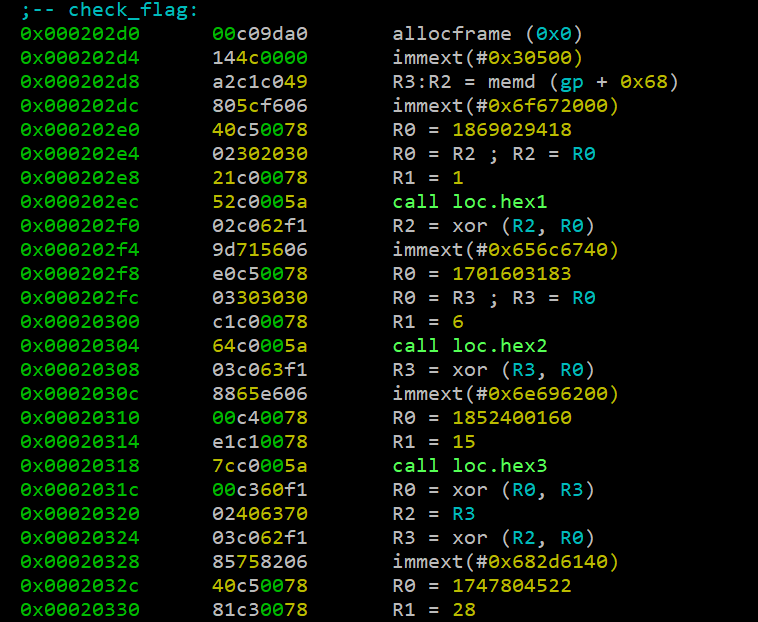 ;-- check_flag:
0x000202d0 00c09da0 allocframe (0x0)
0x000202d4 144c0000 immext(#0x30500)
0x000202d8 a2c1c049 R3:R2 = memd (gp + 0x68)
0x000202dc 805cf606 immext(#0x6f672000)
0x000202e0 40c50078 R0 = 1869029418
0x000202e4 02302030 R0 = R2 ; R2 = R0
0x000202e8 21c00078 R1 = 1
0x000202ec 52c0005a call loc.hex1
0x000202f0 02c062f1 R2 = xor (R2, R0)
0x000202f4 9d715606 immext(#0x656c6740)
0x000202f8 e0c50078 R0 = 1701603183
0x000202fc 03303030 R0 = R3 ; R3 = R0
0x00020300 c1c00078 R1 = 6
0x00020304 64c0005a call loc.hex2
0x00020308 03c063f1 R3 = xor (R3, R0)
0x0002030c 8865e606 immext(#0x6e696200)
0x00020310 00c40078 R0 = 1852400160
0x00020314 e1c10078 R1 = 15
0x00020318 7cc0005a call loc.hex3
0x0002031c 00c360f1 R0 = xor (R0, R3)
0x00020320 02406370 R2 = R3
0x00020324 03c062f1 R3 = xor (R2, R0)
0x00020328 85758206 immext(#0x682d6140)
0x0002032c 40c50078 R0 = 1747804522
0x00020330 81c30078 R1 = 28